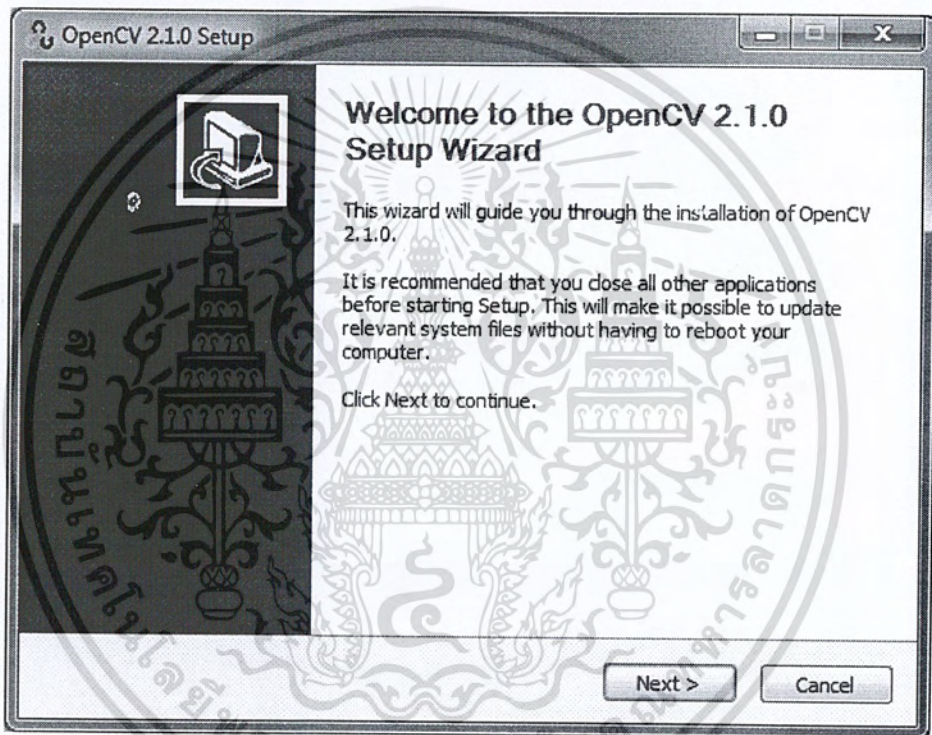 OpenCV 2.1.0 Setup
Welcome to the OpenCV 2.1.0
Setup Wizard
This wizard will guide you through the installation of OpenCV
2.1.0.
It is recommended that you close all other applications
before starting Setup. This will make it possible to update
relevant system files without having to reboot your
computer.
Click Next to continue.
Next >
Cancel